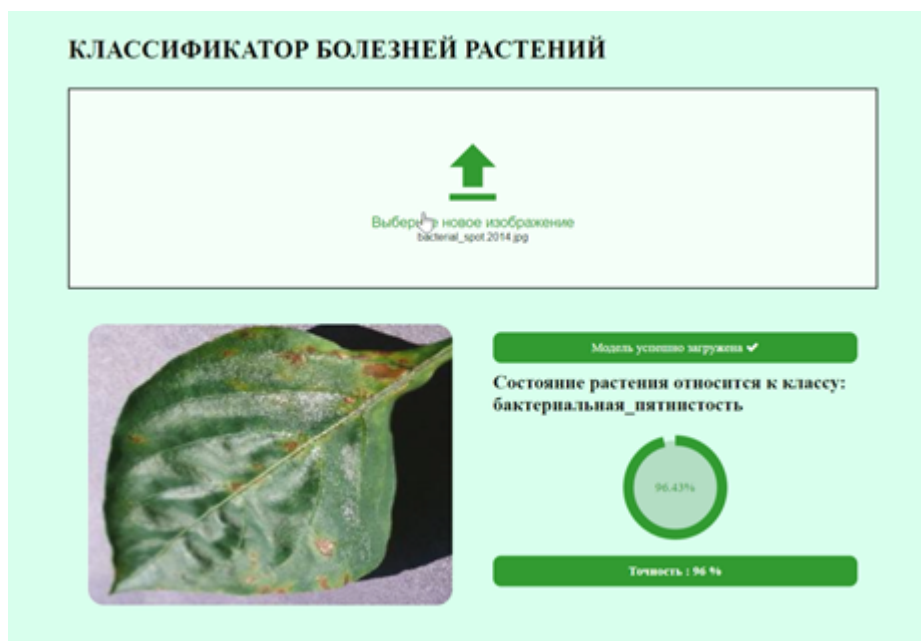 КЛАССИФИКАТОР БОЛЕЗНЕЙ РАСТЕНИЙ
новое изображение
bacterial_spot.2014.jpg
Модель успешно загружена
Состояние растения относится к классу:
бактериальная_пятнистость
96.43%
Точность : 96 %